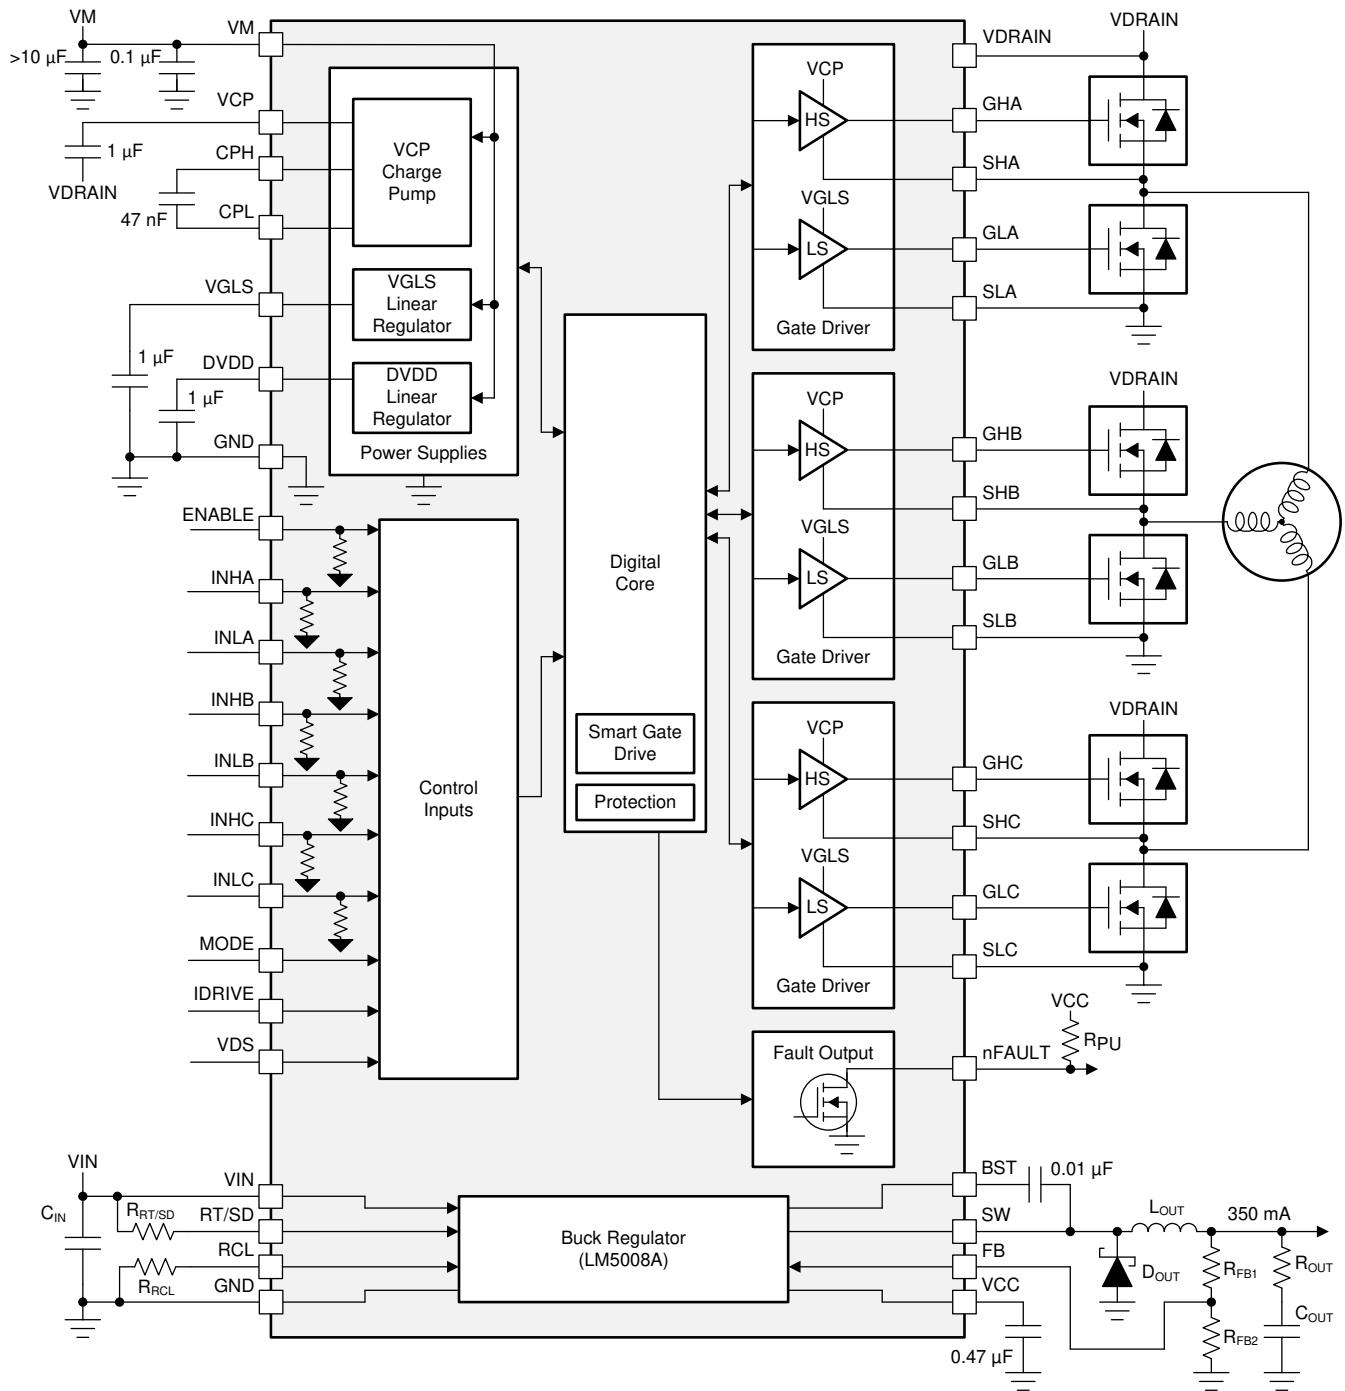 VM
VM
>10 µF
0.1 µF
VCP
1 µF
VDRAIN
CPH
47 nF
CPL
VGLS
1 µF
DVDD
1 µF
GND
VCP
Charge
Pump
VGLS
Linear
Regulator
DVDD
Linear
Regulator
Power Supplies
ENABLE
INHA
INLA
INHB
INLB
INHC
INLC
MODE
IDRIVE
VDS
Control
Inputs
Digital
Core
Smart Gate
Drive
Protection
VCP
HS
VGLS
LS
Gate Driver
VCP
HS
VGLS
LS
Gate Driver
VCP
HS
VGLS
LS
Gate Driver
Fault Output
VDRAIN
VDRAIN
GHA
SHA
GLA
SLA
VDRAIN
GHB
SHB
GLB
SLB
VDRAIN
GHC
SHC
GLC
SLC
VCC
RPU
nFAULT
VIN
VIN
CIN
RRT/SD
RT/SD
RCL
RRCL
GND
Buck Regulator
(LM5008A)
BST
0.01 µF
SW
LOUT
350 mA
FB
DOUT
RFB1
ROUT
VCC
COUT
RFB2
0.47 µF